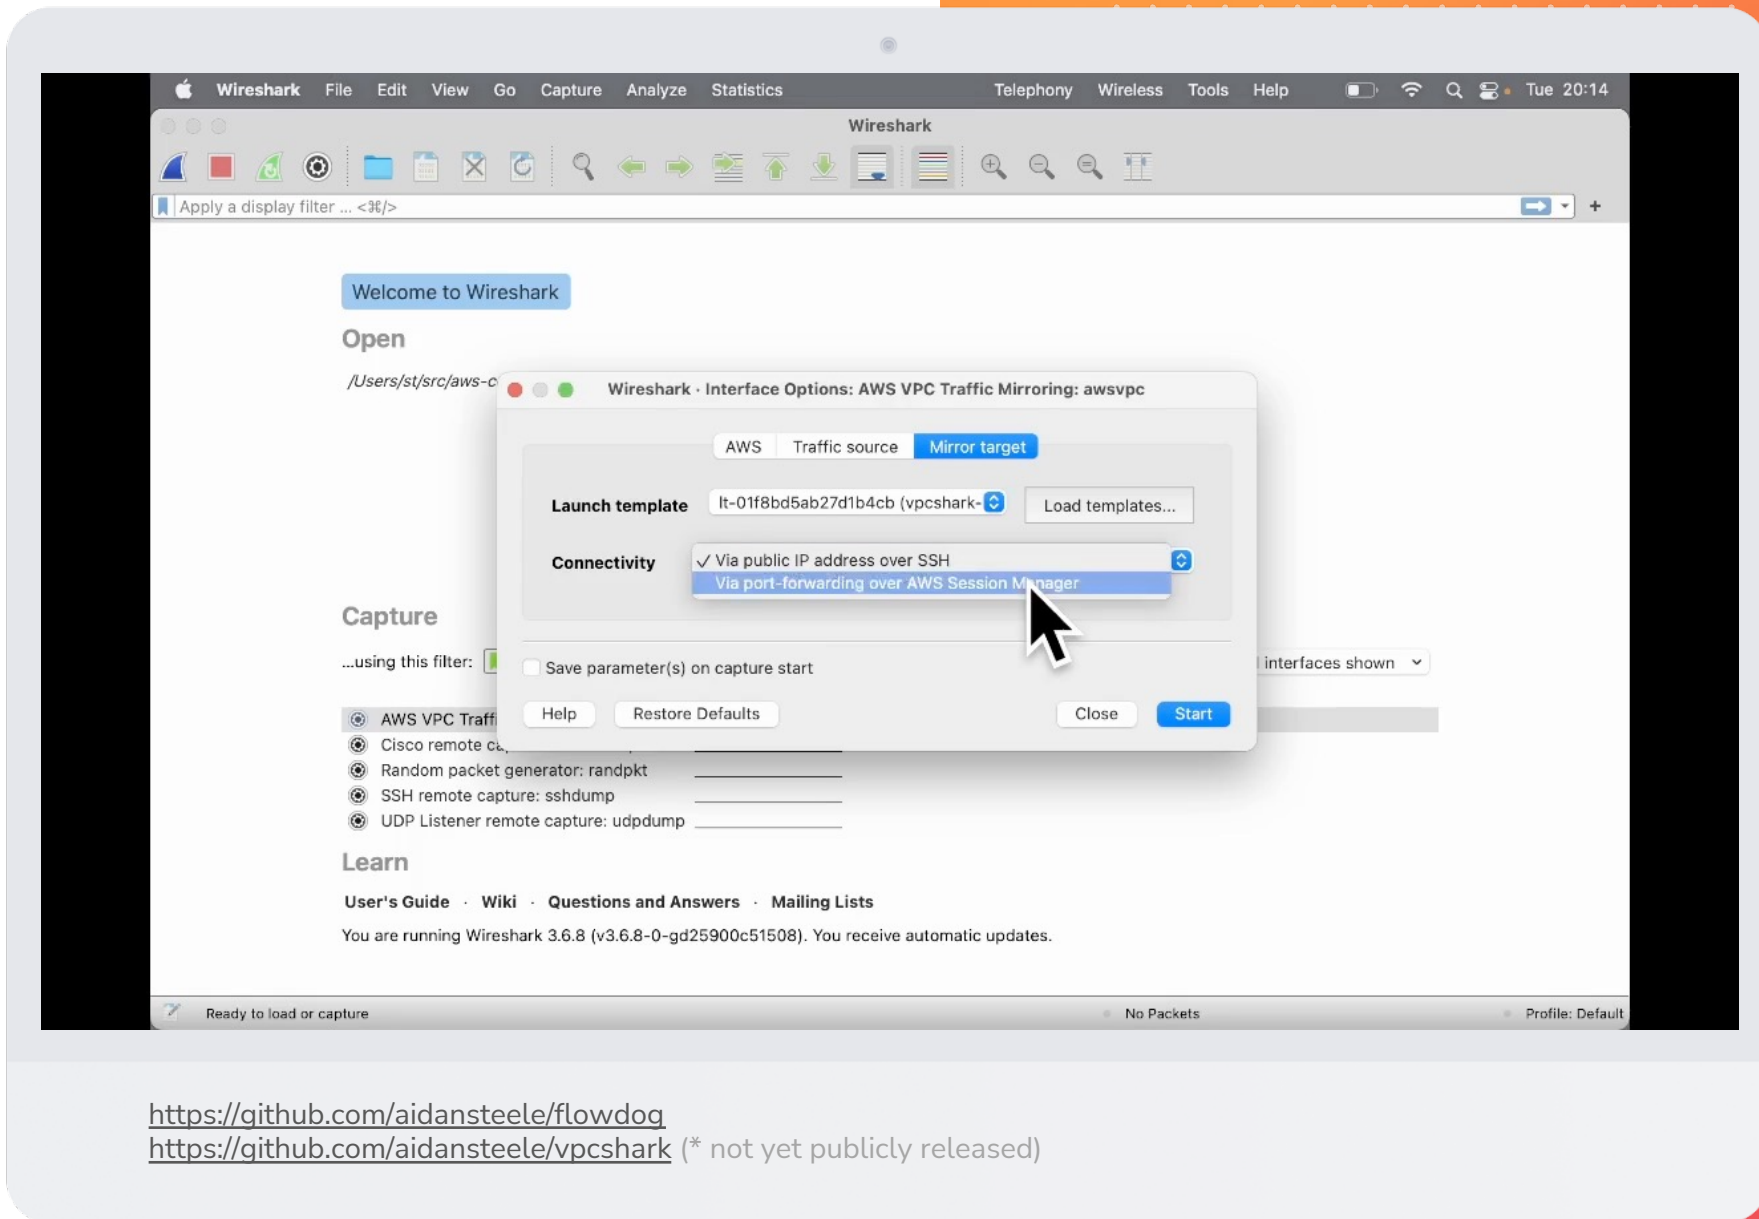 Wireshark File Edit View Go Capture Analyze Statistics Telephony Wireless Tools Help Tue 20:14
Wireshark
Apply a display filter ... <⌘/>
Welcome to Wireshark
Open
/Users/st/src/aws-c
Wireshark · Interface Options: AWS VPC Traffic Mirroring: awsvpc
AWS Traffic source Mirror target
Launch template lt-01f8bd5ab27d1b4cb (vpcshark- Load templates...
Connectivity ✓ Via public IP address over SSH
Via port-forwarding over AWS Session Manager
Capture
...using this filter: interfaces shown
Save parameter(s) on capture start
Help Restore Defaults Close Start
AWS VPC Traff
Cisco remote ca
Random packet generator: randpkt
SSH remote capture: sshdump
UDP Listener remote capture: udpdump
Learn
User's Guide · Wiki · Questions and Answers · Mailing Lists
You are running Wireshark 3.6.8 (v3.6.8-0-gd25900c51508). You receive automatic updates.
Ready to load or capture No Packets Profile: Default
https://github.com/aidansteele/flowdog
https://github.com/aidansteele/vpcshark (* not yet publicly released)